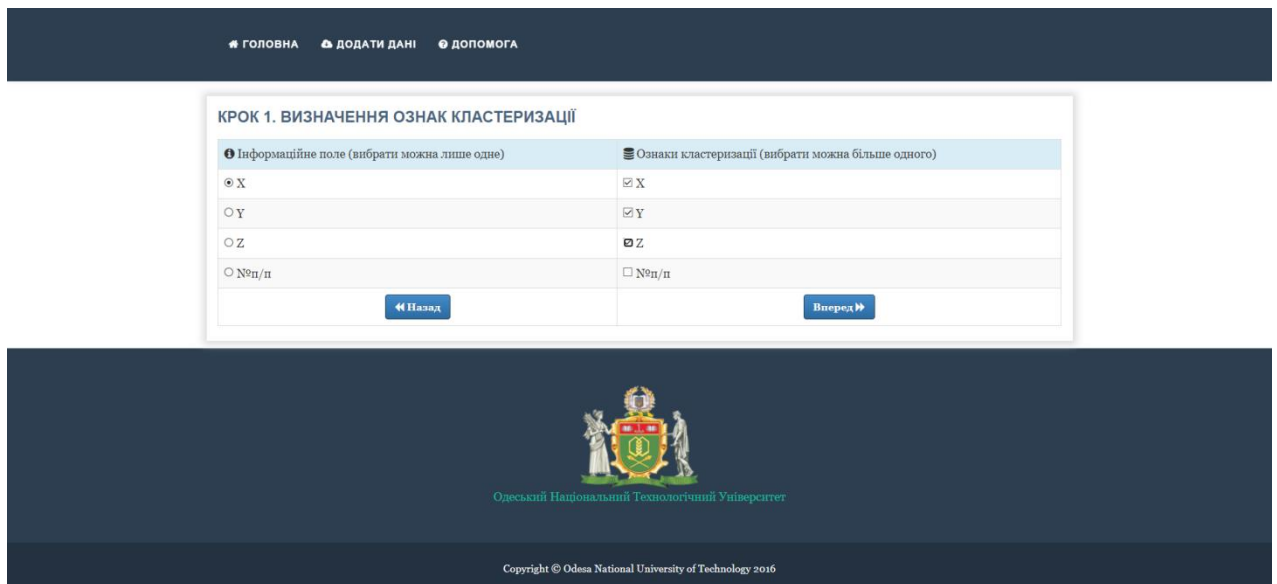 ГОЛОВНА ДОДАТИ ДАНІ ДОПОМОГА
КРОК 1. ВИЗНАЧЕННЯ ОЗНАК КЛАСТЕРИЗАЦІЇ
Інформаційне поле (вибрати можна лише одне) Ознаки кластеризації (вибрати можна більше одного)
X X
Y Y
Z Z
№п/п №п/п
Назад Вперед
Одеський Національний Технологічний Університет
Copyright © Odesa National University of Technology 2016